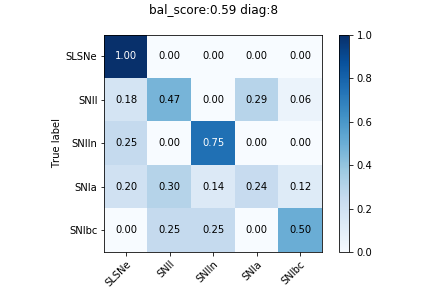 bal_score:0.59 diag:8
SLSNe 1.00 0.00 0.00 0.00 0.00
SNII 0.18 0.47 0.00 0.29 0.06
SNIIn 0.25 0.00 0.75 0.00 0.00
SNIa 0.20 0.30 0.14 0.24 0.12
SNIbc 0.00 0.25 0.25 0.00 0.50
SLSNe SNII SNIIn SNIa SNIbc
True label
1.0
0.8
0.6
0.4
0.2
0.0